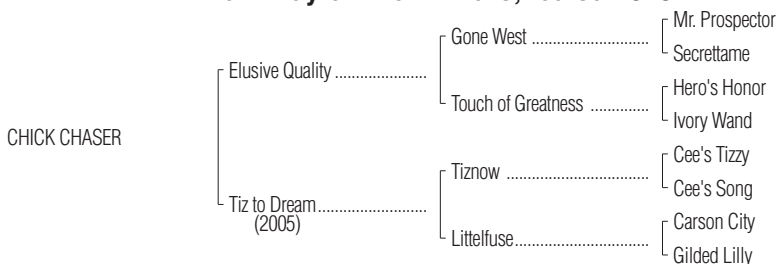 Mr. Prospector
Gone West
Secrettame
Elusive Quality
Hero's Honor
Touch of Greatness
Ivory Wand
CHICK CHASER
Cee's Tizzy
Tiznow
Cee's Song
Tiz to Dream
(2005)
Carson City
Littelfuse
Gilded Lilly